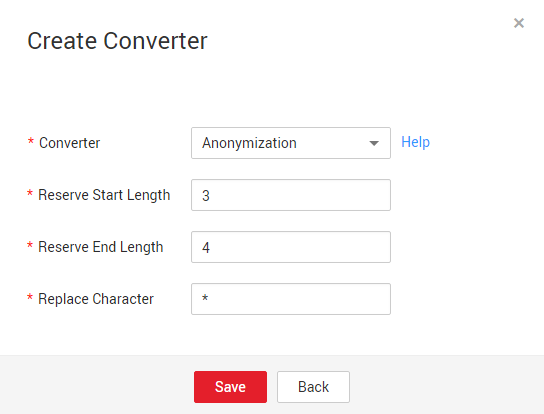 Create Converter
* Converter Anonymization Help
* Reserve Start Length 3
* Reserve End Length 4
* Replace Character *
Save Back